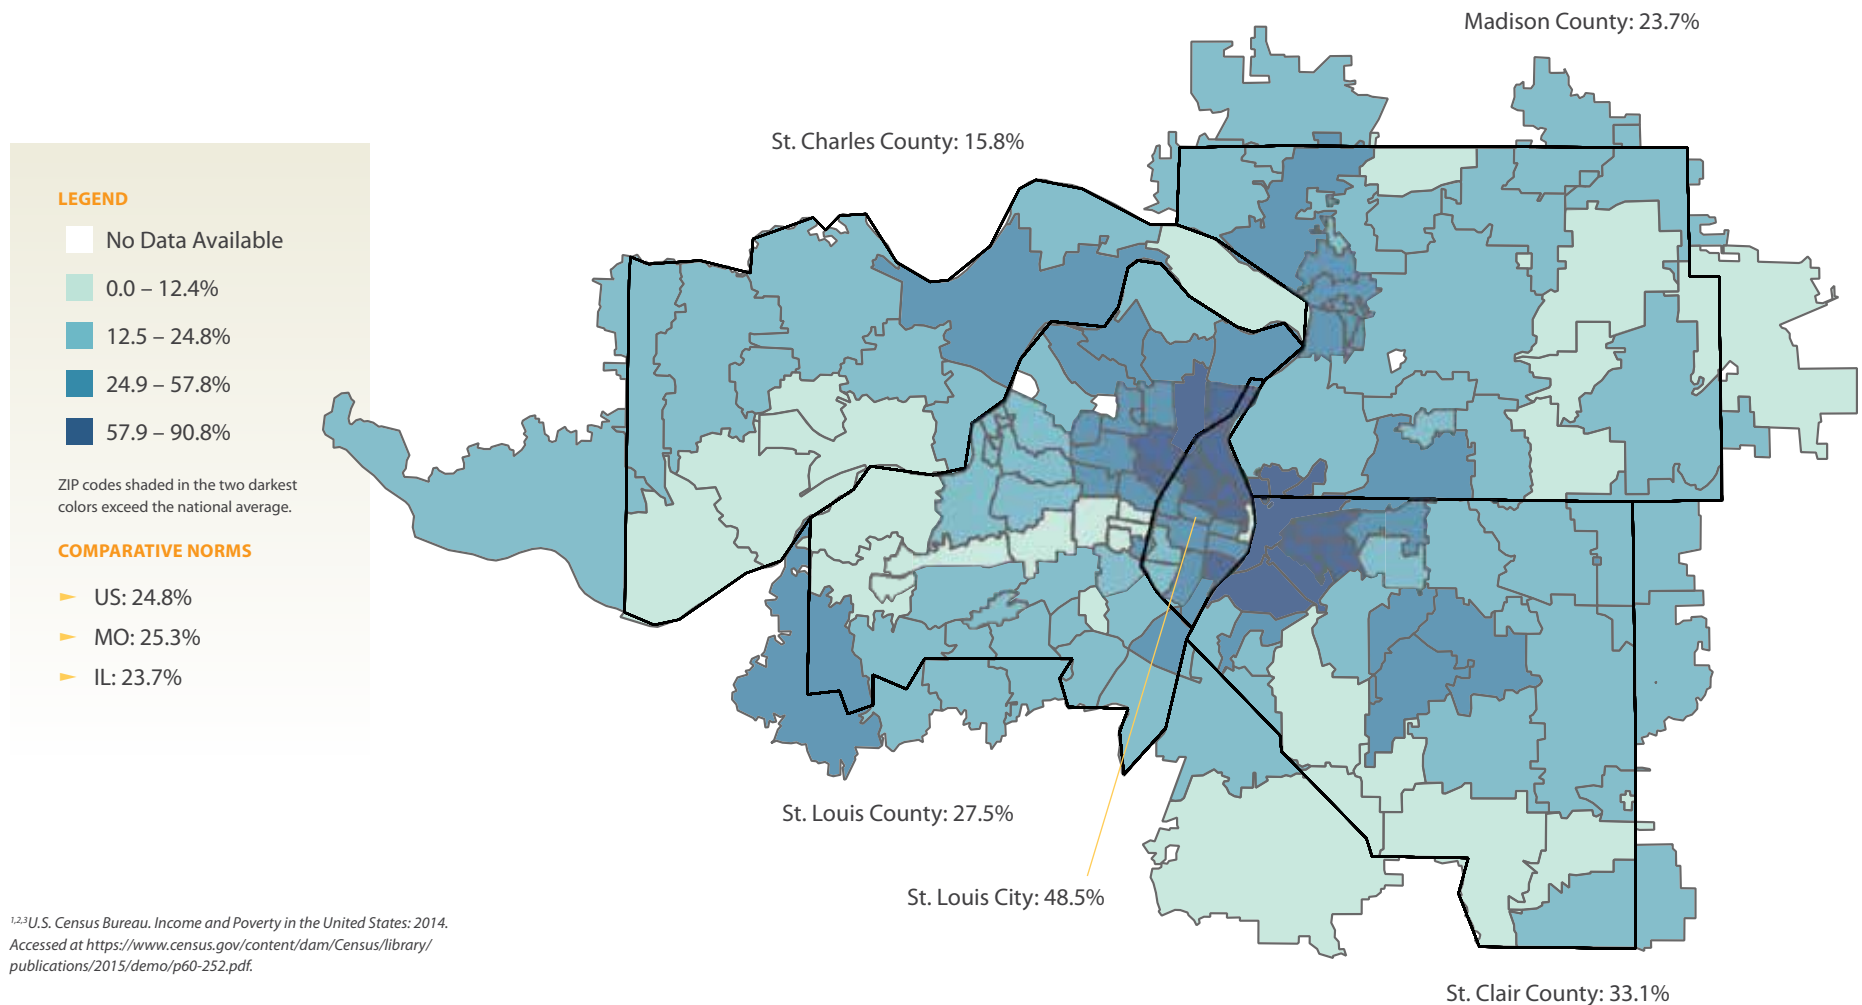 Madison County: 23.7%
St. Charles County: 15.8%
LEGEND
No Data Available
0.0 – 12.4%
12.5 – 24.8%
24.9 – 57.8%
57.9 – 90.8%
ZIP codes shaded in the two darkest
colors exceed the national average.
COMPARATIVE NORMS
► US: 24.8%
► MO: 25.3%
► IL: 23.7%
St. Louis County: 27.5%
St. Louis City: 48.5%
1,2,3U.S. Census Bureau. Income and Poverty in the United States: 2014.
Accessed at https://www.census.gov/content/dam/Census/library/
publications/2015/demo/p60-252.pdf.
St. Clair County: 33.1%